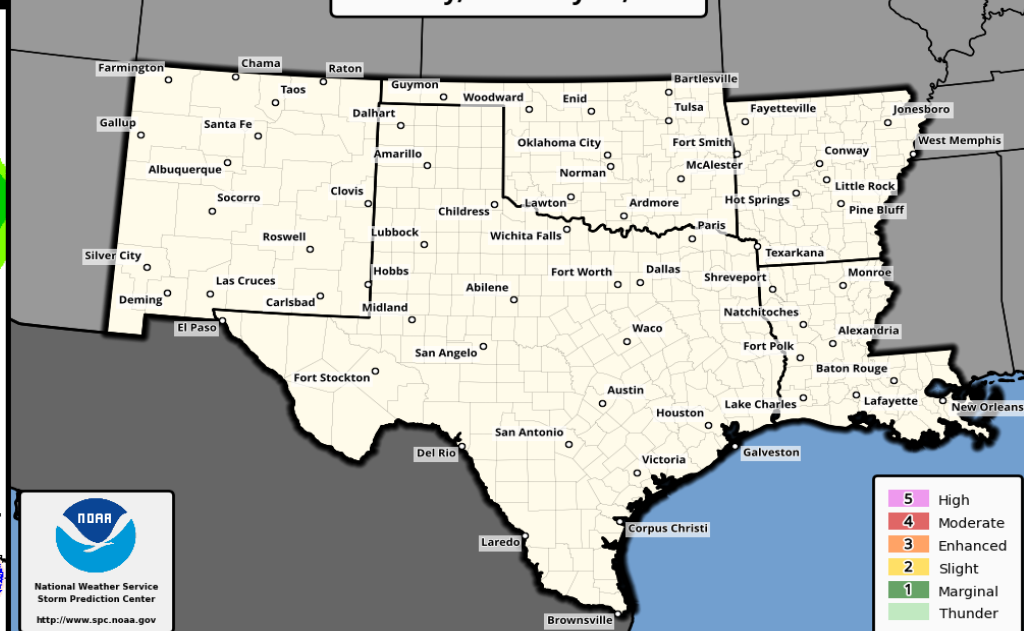 Farmington
Chama
Raton
Taos
Guymon
Woodward
Enid
Bartlesville
Tulsa
Fayetteville
Jonesboro
Gallup
Santa Fe
Dalhart
Oklahoma City
Fort Smith
Conway
West Memphis
Albuquerque
Amarillo
Norman
McAlester
Little Rock
Socorro
Clovis
Childress
Lawton
Ardmore
Hot Springs
Pine Bluff
Roswell
Lubbock
Wichita Falls
Paris
Texarkana
Silver City
Las Cruces
Hobbs
Fort Worth
Dallas
Shreveport
Monroe
Deming
Carlsbad
Midland
Abilene
Natchitoches
El Paso
Waco
Alexandria
San Angelo
Fort Polk
Fort Stockton
Baton Rouge
Austin
Houston
Lake Charles
Lafayette
New Orleans
San Antonio
Del Rio
Galveston
Victoria
Corpus Christi
Laredo
Brownsville
NOAA
National Weather Service
Storm Prediction Center
http://www.spc.noaa.gov
5 High
4 Moderate
3 Enhanced
2 Slight
1 Marginal
Thunder